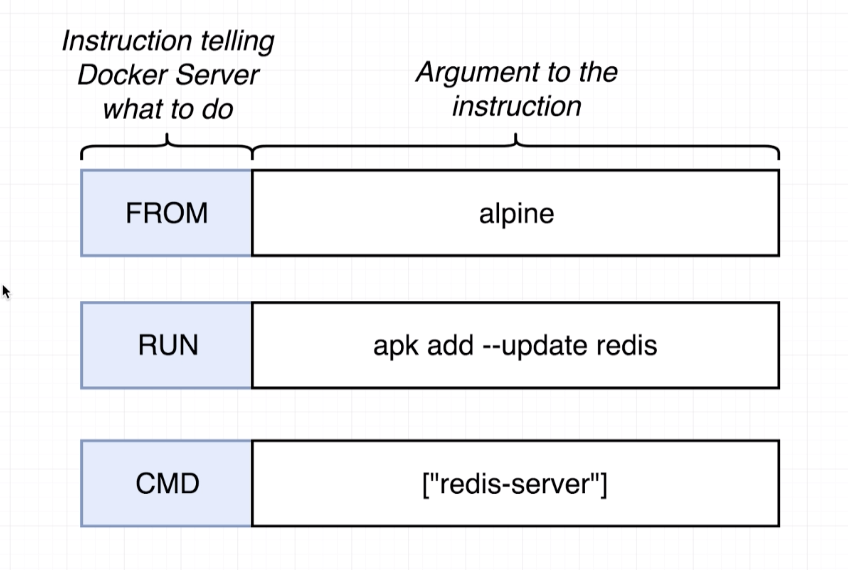 Instruction telling
Docker Server
what to do
Argument to the
instruction
FROM
alpine
RUN
apk add --update redis
CMD
["redis-server"]